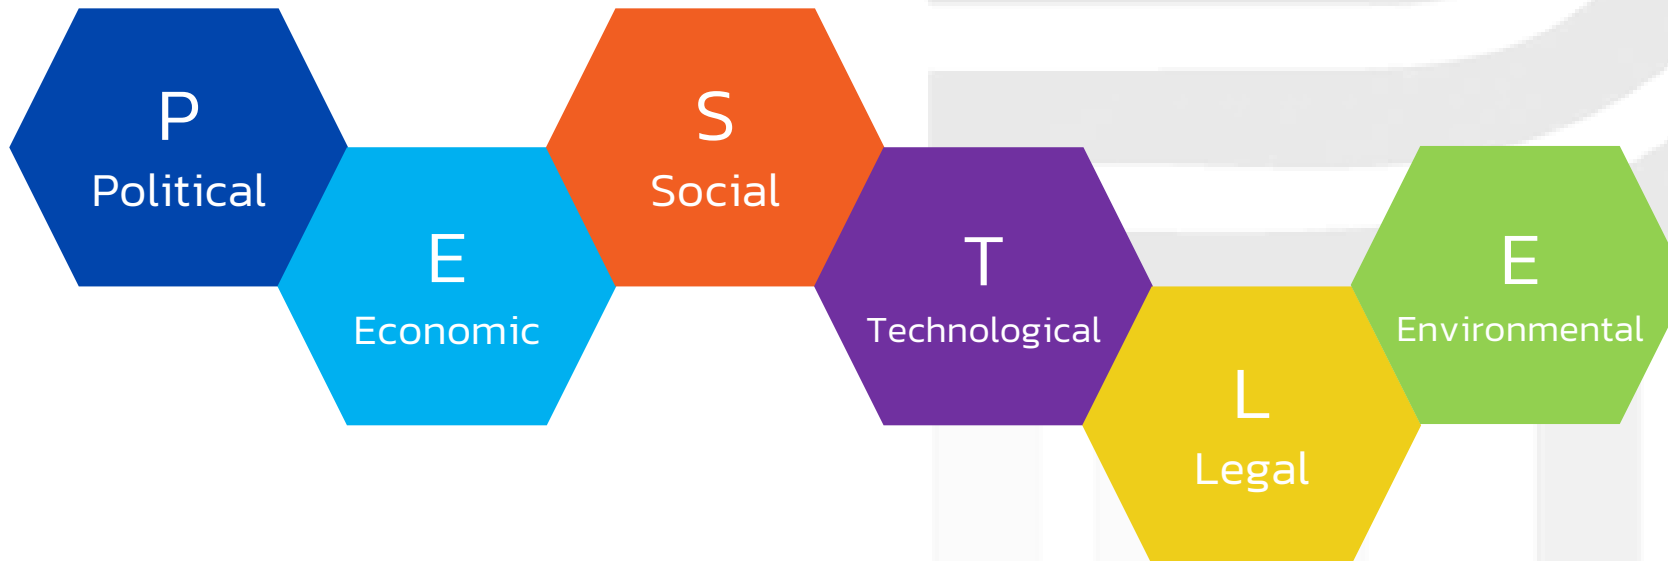 P
Political
E
Economic
S
Social
T
Technological
L
Legal
E
Environmental